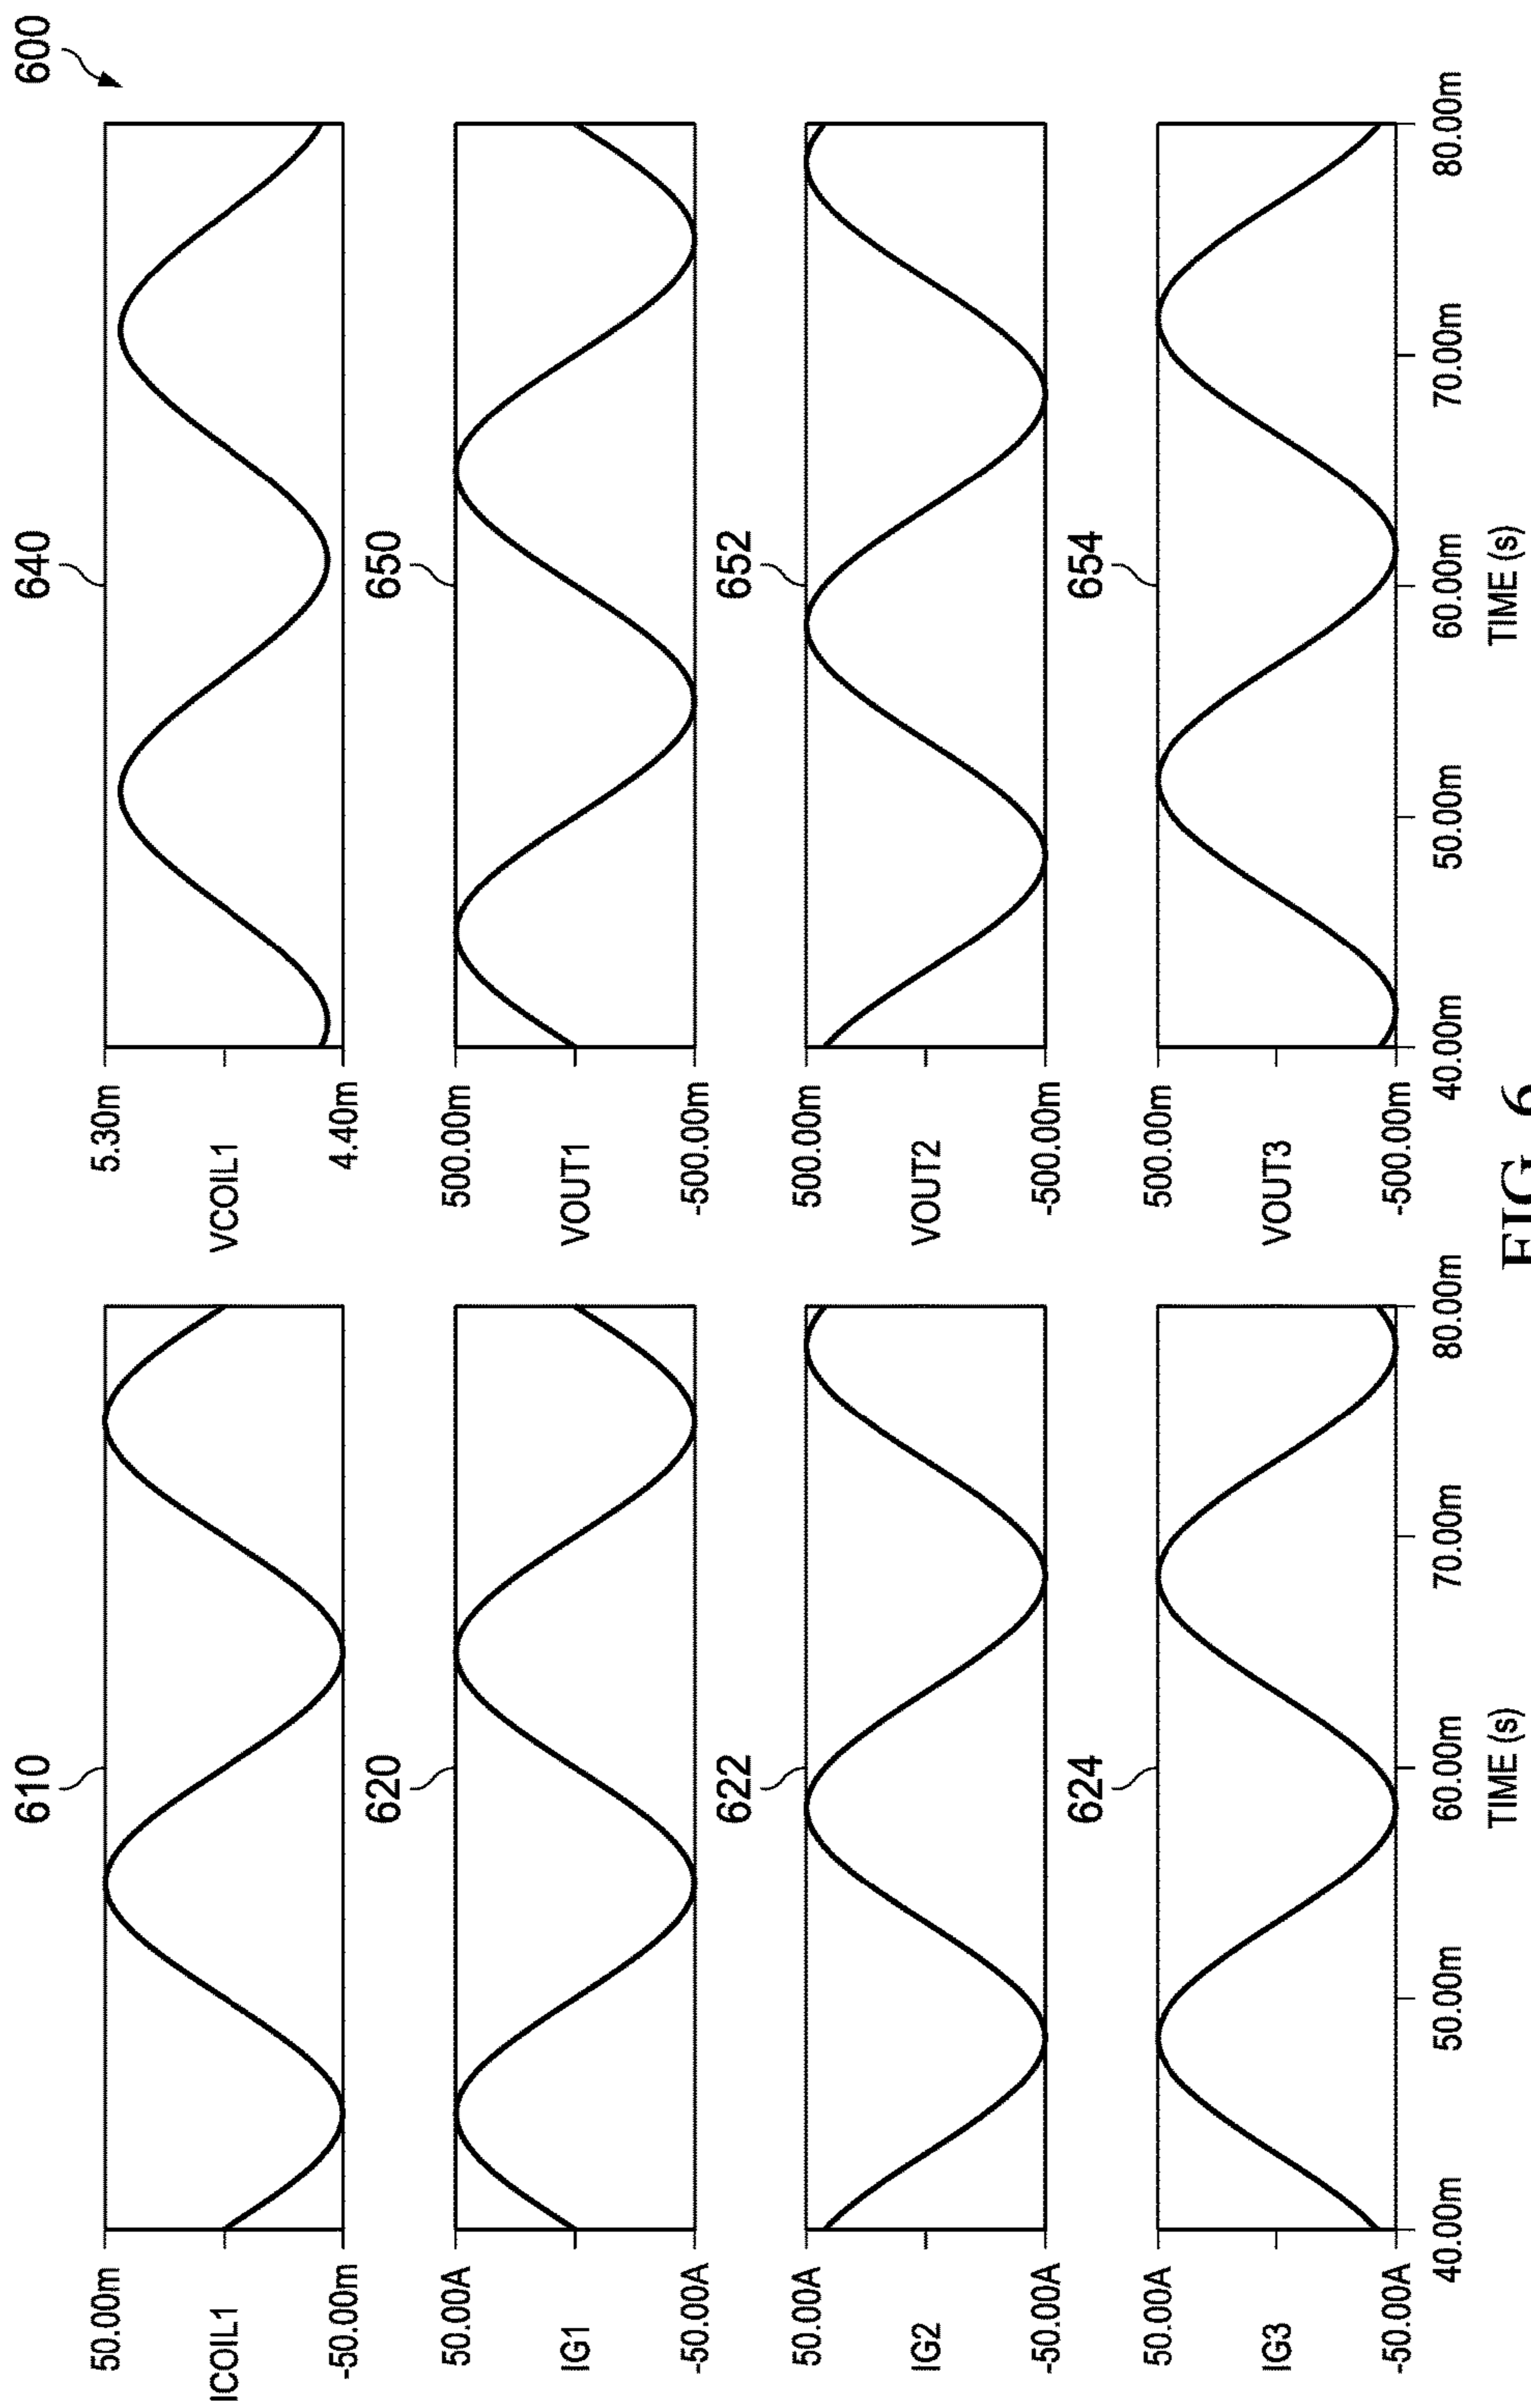 600
610
50.00m
ICOIL1
-50.00m
620
50.00A
IG1
-50.00A
622
50.00A
IG2
-50.00A
624
50.00A
IG3
-50.00A
40.00m 50.00m 60.00m 70.00m 80.00m
TIME (s)
640
5.30m
VCOIL1
4.40m
650
500.00m
VOUT1
-500.00m
652
500.00m
VOUT2
-500.00m
654
500.00m
VOUT3
-500.00m
40.00m 50.00m 60.00m 70.00m 80.00m
TIME (s)
FIG. 6